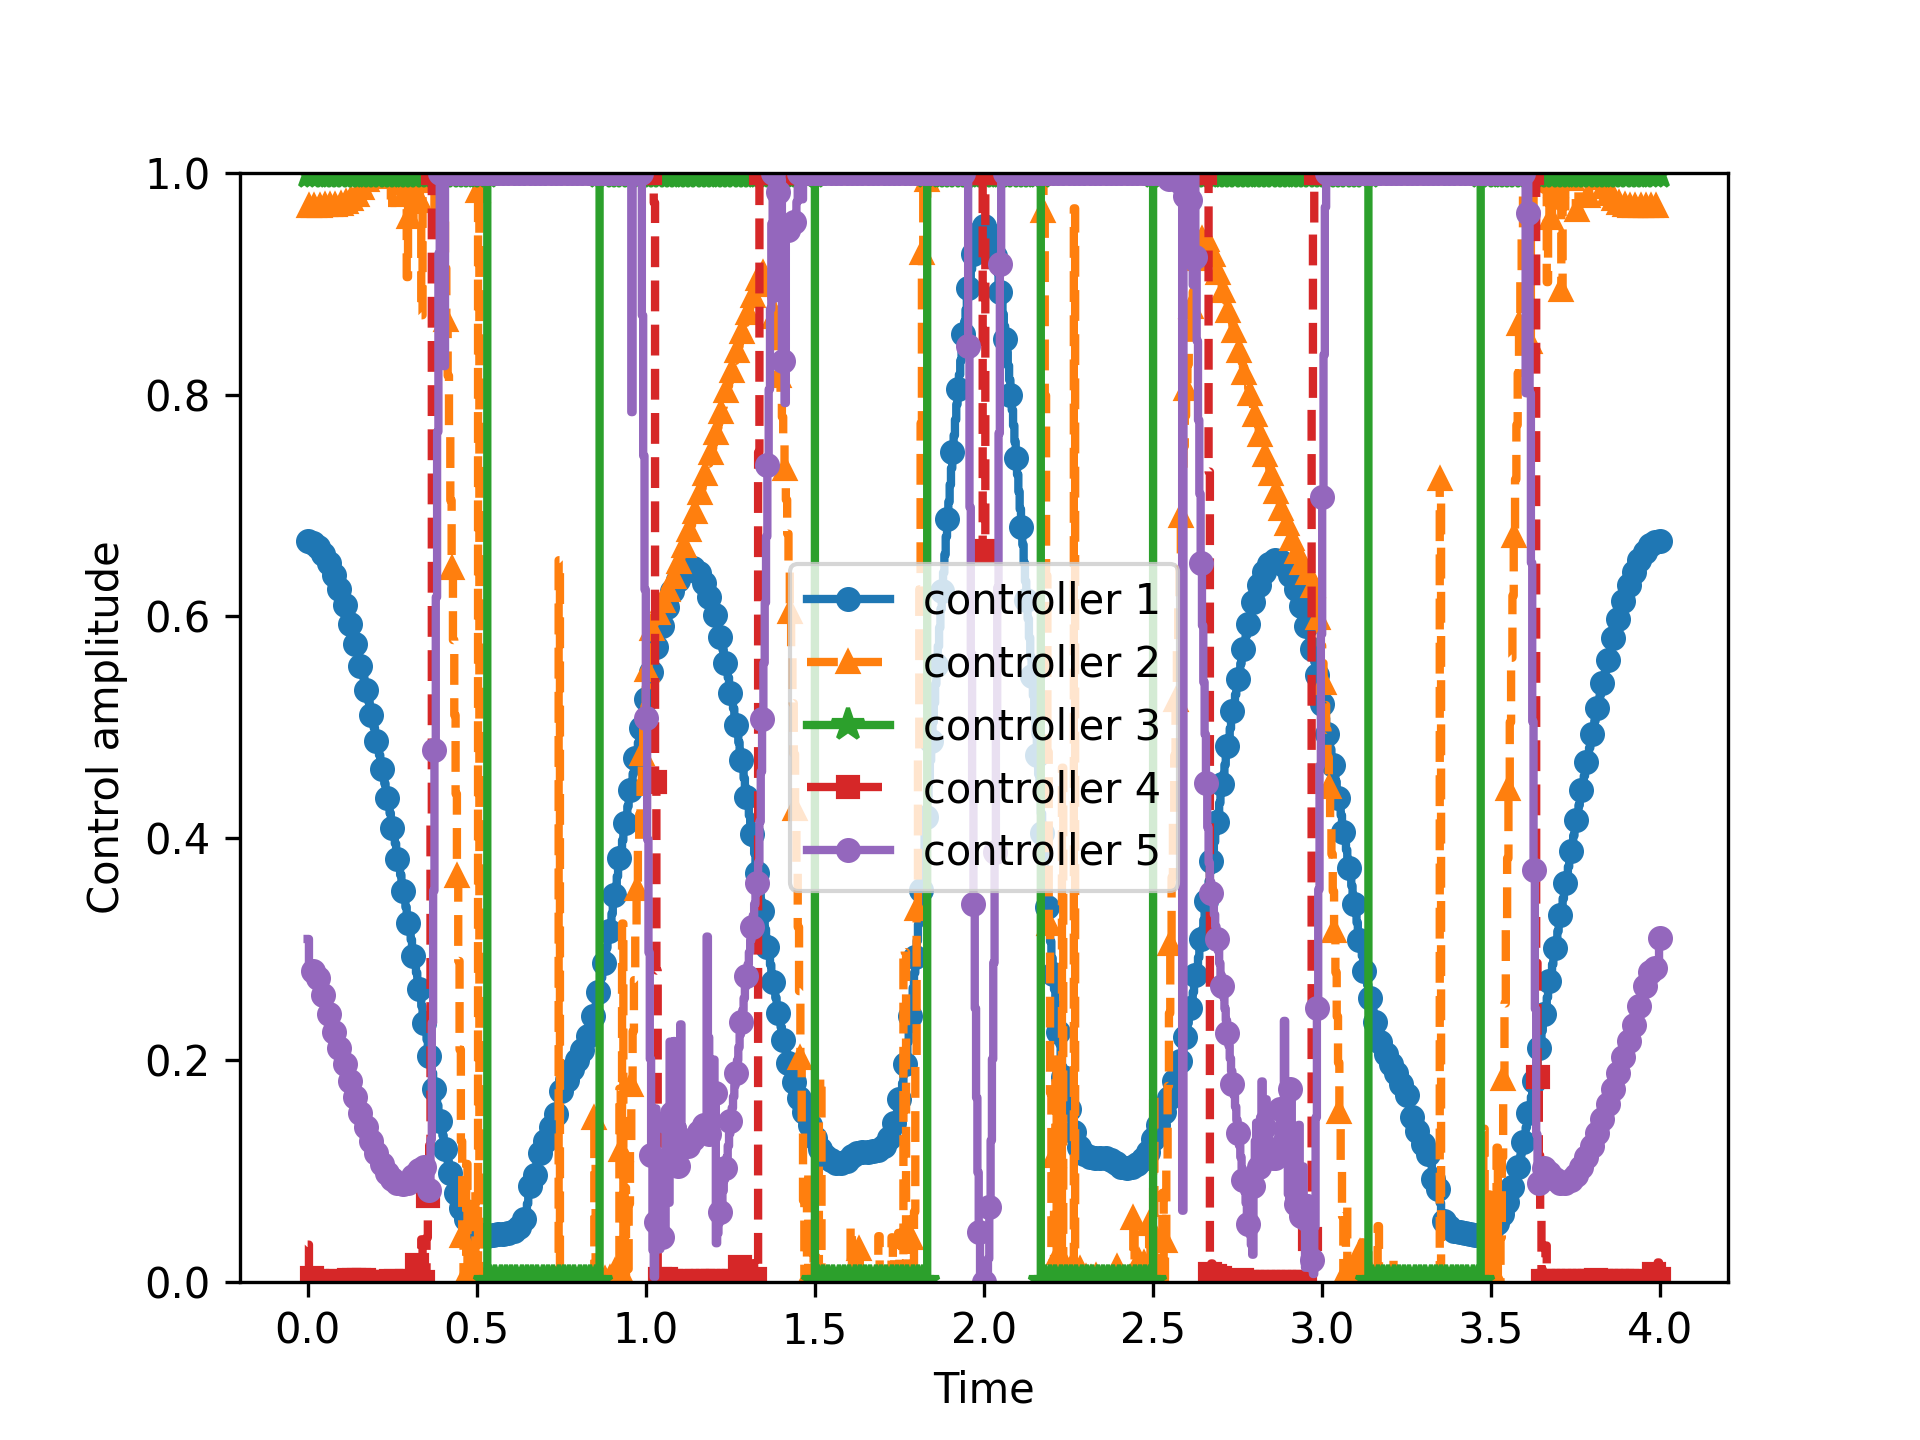 1.0
0.8
0.6
0.4
0.2
0.0
Control amplitude
controller 1
controller 2
controller 3
controller 4
controller 5
0.0 0.5 1.0 1.5 2.0 2.5 3.0 3.5 4.0
Time